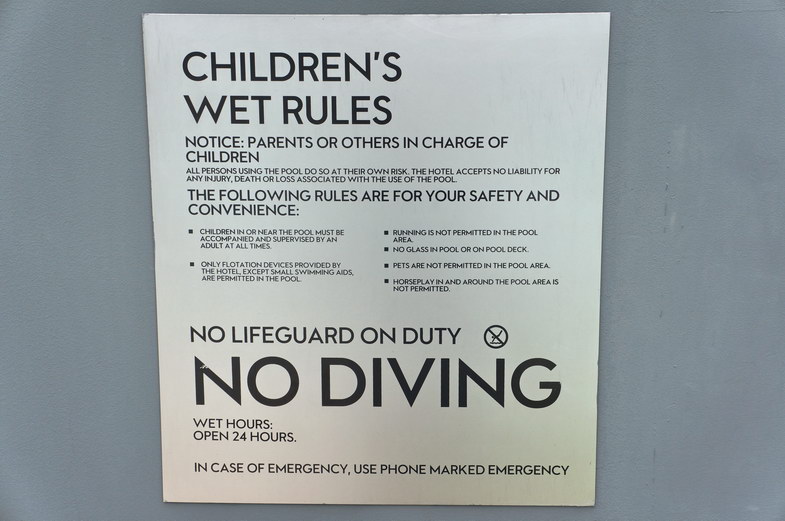 CHILDREN'S
WET RULES
NOTICE: PARENTS OR OTHERS IN CHARGE OF
CHILDREN
ALL PERSONS USING THE POOL DO SO AT THEIR OWN RISK. THE HOTEL ACCEPTS NO LIABILITY FOR
ANY INJURY, DEATH OR LOSS ASSOCIATED WITH THE USE OF THE POOL.
THE FOLLOWING RULES ARE FOR YOUR SAFETY AND
CONVENIENCE:
■ CHILDREN IN OR NEAR THE POOL MUST BE
ACCOMPANIED AND SUPERVISED BY AN
ADULT AT ALL TIMES.
■ ONLY FLOTATION DEVICES PROVIDED BY
THE HOTEL, EXCEPT SMALL SWIMMING AIDS,
ARE PERMITTED IN THE POOL.
■ RUNNING IS NOT PERMITTED IN THE POOL
AREA.
■ NO GLASS IN POOL OR ON POOL DECK.
■ PETS ARE NOT PERMITTED IN THE POOL AREA.
■ HORSEPLAY IN AND AROUND THE POOL AREA IS
NOT PERMITTED.
NO LIFEGUARD ON DUTY
NO DIVING
WET HOURS:
OPEN 24 HOURS.
IN CASE OF EMERGENCY, USE PHONE MARKED EMERGENCY